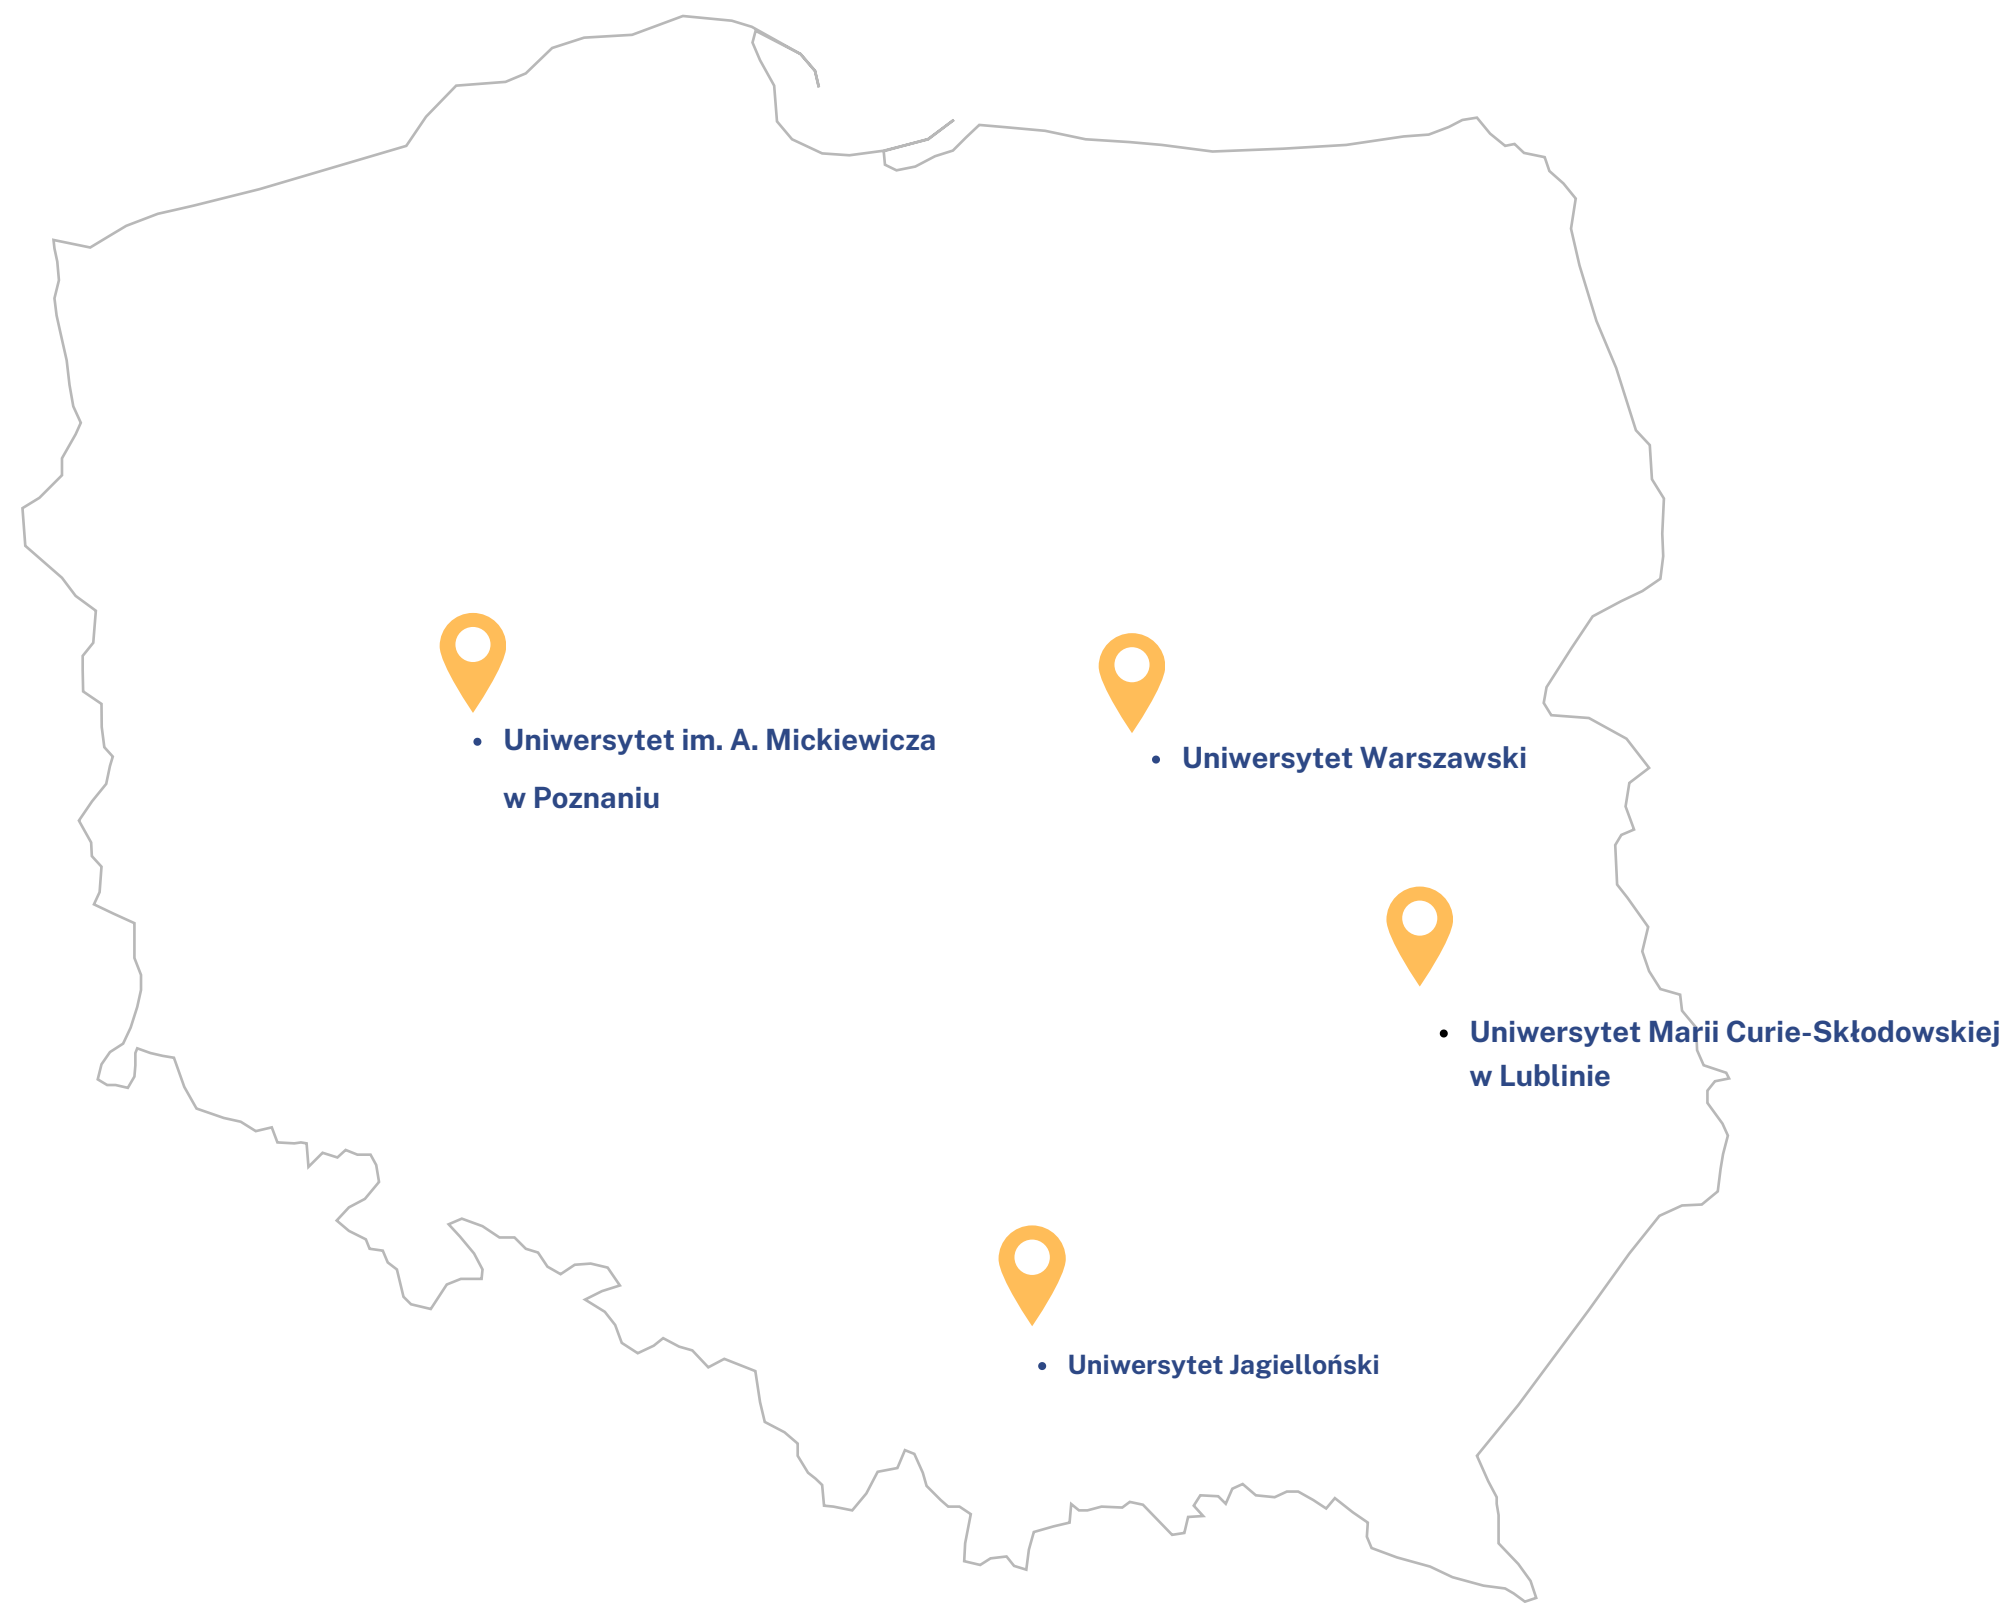 • Uniwersytet im. A. Mickiewicza
w Poznaniu
• Uniwersytet Warszawski
• Uniwersytet Marii Curie-Skłodowskiej
w Lublinie
• Uniwersytet Jagielloński